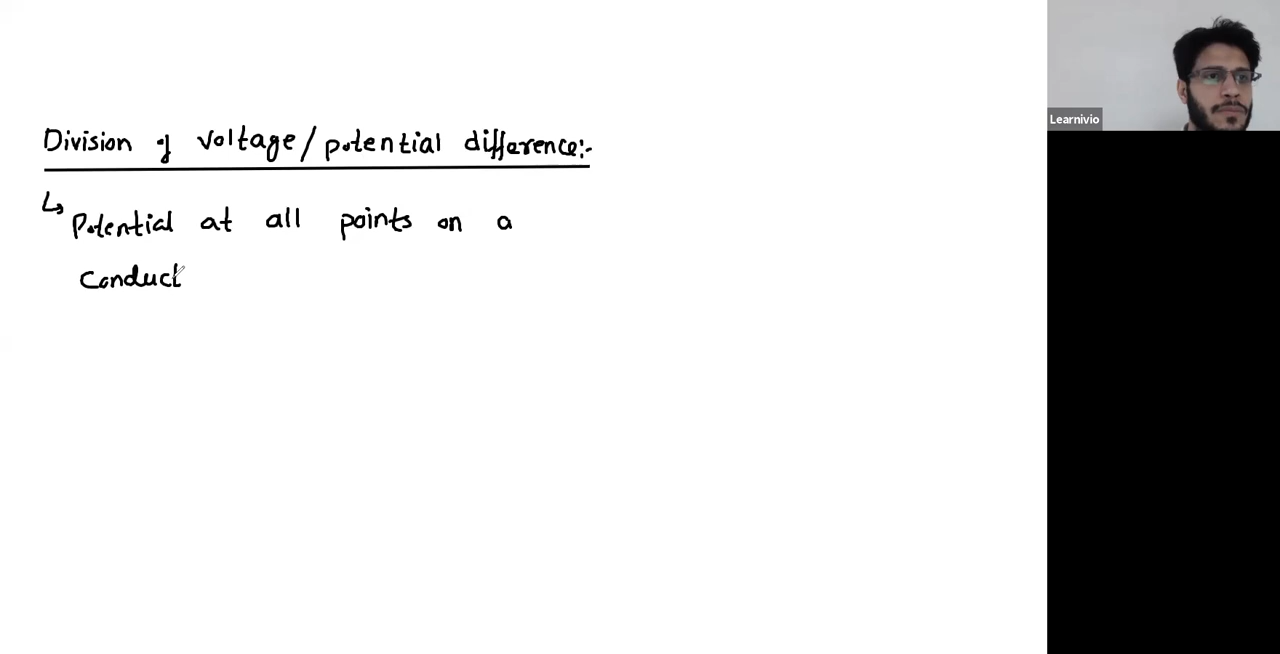 Division of voltage/potential difference:-
↳ Potential at all points on a
conduct
Learnivio